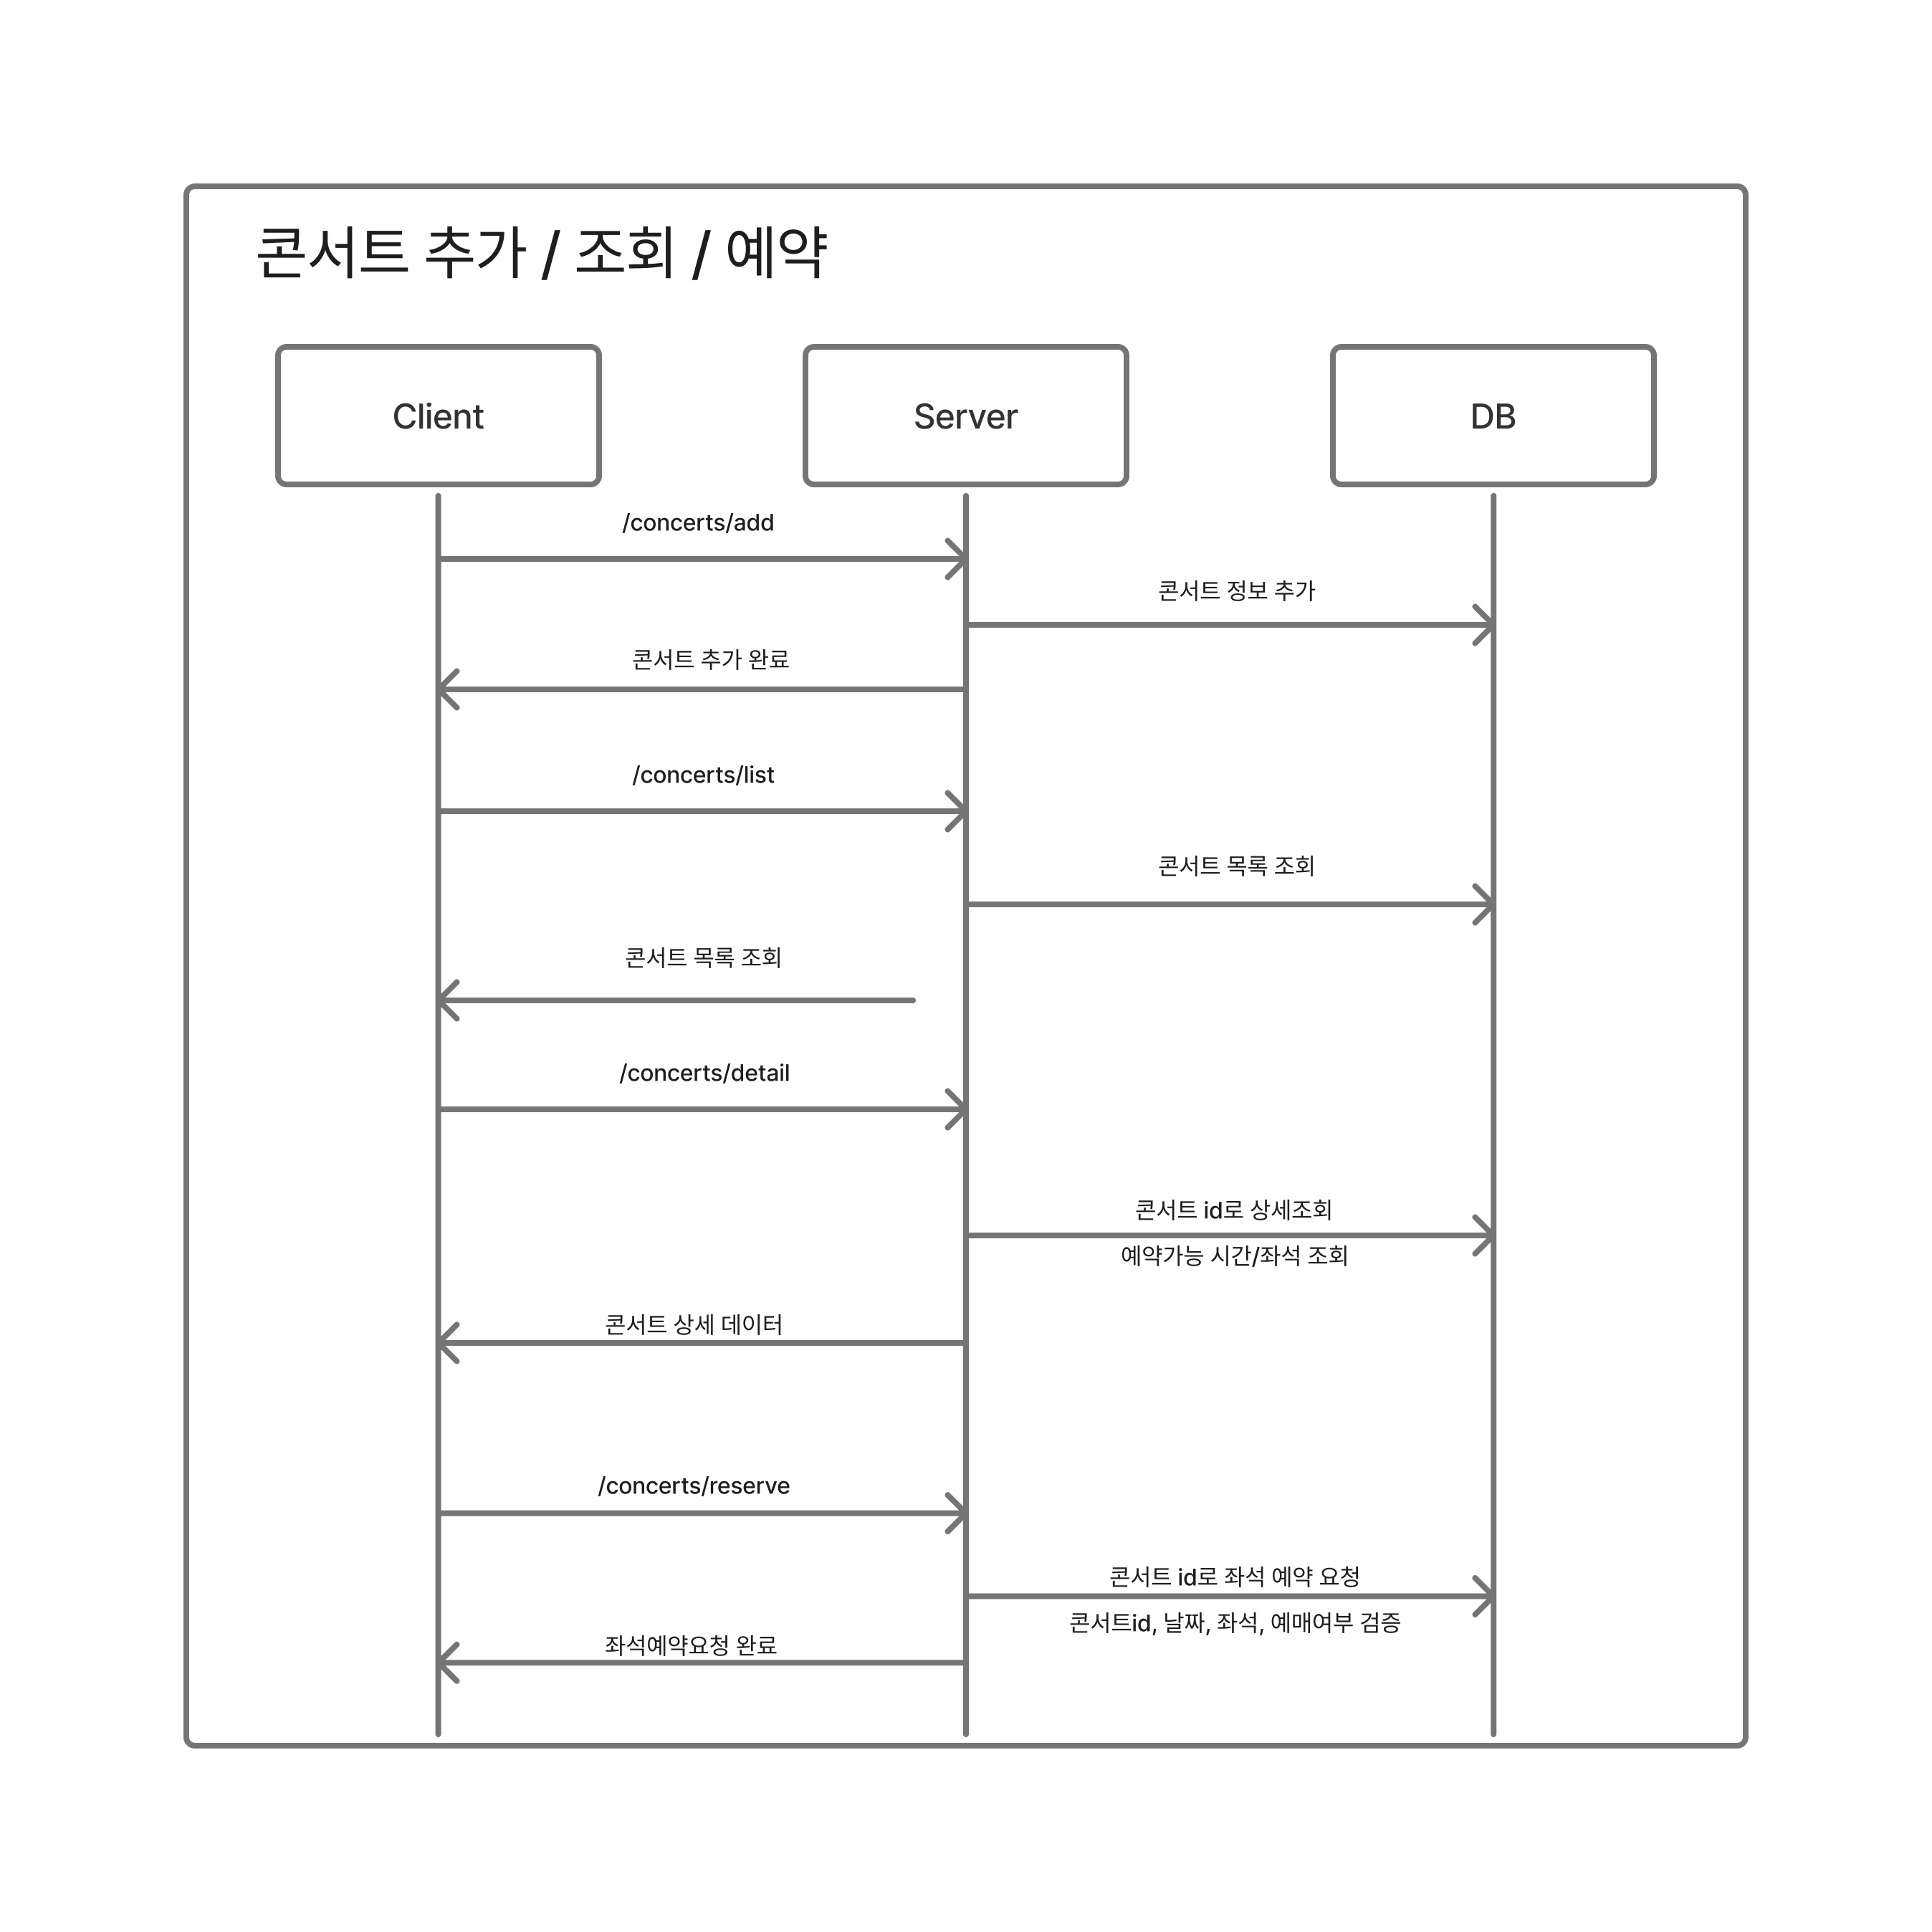 콘서트 추가 / 조회 / 예약
Client
Server
DB
/concerts/add
콘서트 정보 추가
콘서트 추가 완료
/concerts/list
콘서트 목록 조회
콘서트 목록 조회
/concerts/detail
콘서트 id로 상세조회
예약가능 시간/좌석 조회
콘서트 상세 데이터
/concerts/reserve
콘서트 id로 좌석 예약 요청
콘서트id, 날짜, 좌석, 예매여부 검증
좌석예약요청 완료